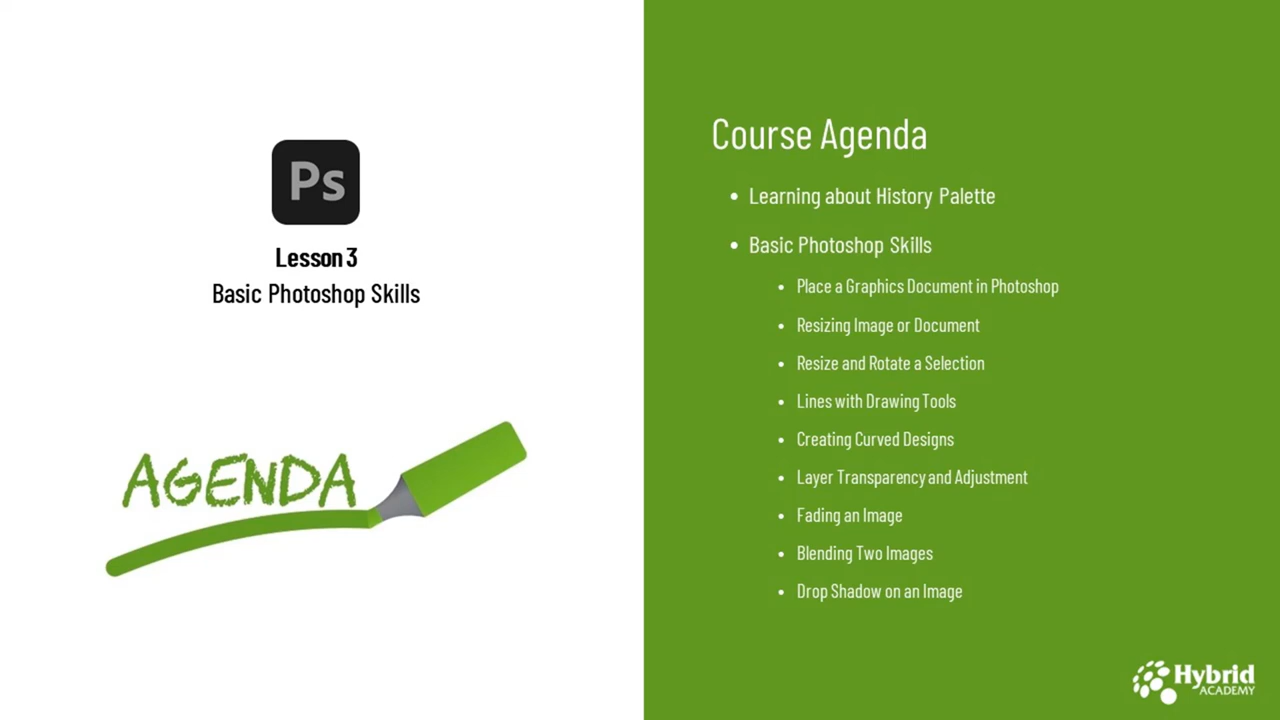 Ps
Lesson 3
Basic Photoshop Skills
AGENDA
Course Agenda
• Learning about History Palette
• Basic Photoshop Skills
• Place a Graphics Document in Photoshop
• Resizing Image or Document
• Resize and Rotate a Selection
• Lines with Drawing Tools
• Creating Curved Designs
• Layer Transparency and Adjustment
• Fading an Image
• Blending Two Images
• Drop Shadow on an Image
Hybrid
ACADEMY